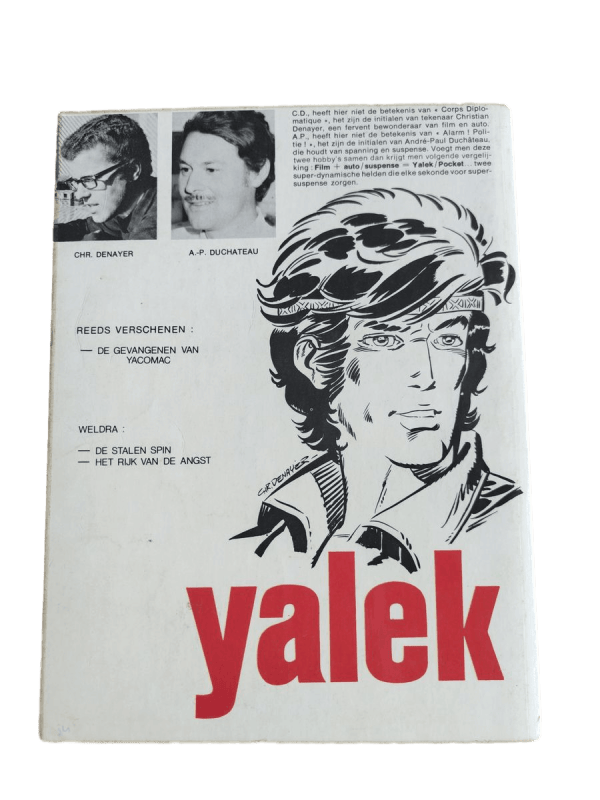 C.D., heeft hier niet de betekenis van « Corps Diplo-
matique », het zijn de initialen van tekenaar Christian
Denayer, een fervent bewonderaar van film en auto.
A.P., heeft hier niet de betekenis van « Alarm ! Poli-
tie ! », het zijn de initialen van André-Paul Duchâteau,
die houdt van spanning en suspense. Voegt men deze
twee hobby's samen dan krijgt men volgende vergelij-
king : Film + auto/suspense = Yalek/Pocket... twee
super-dynamische helden die elke sekonde voor super-
suspense zorgen.
CHR. DENAYER
A.-P. DUCHATEAU
REEDS VERSCHENEN :
— DE GEVANGENEN VAN
YACOMAC
WELDRA :
— DE STALEN SPIN
— HET RIJK VAN DE ANGST
CHR. DENAYER
yalek